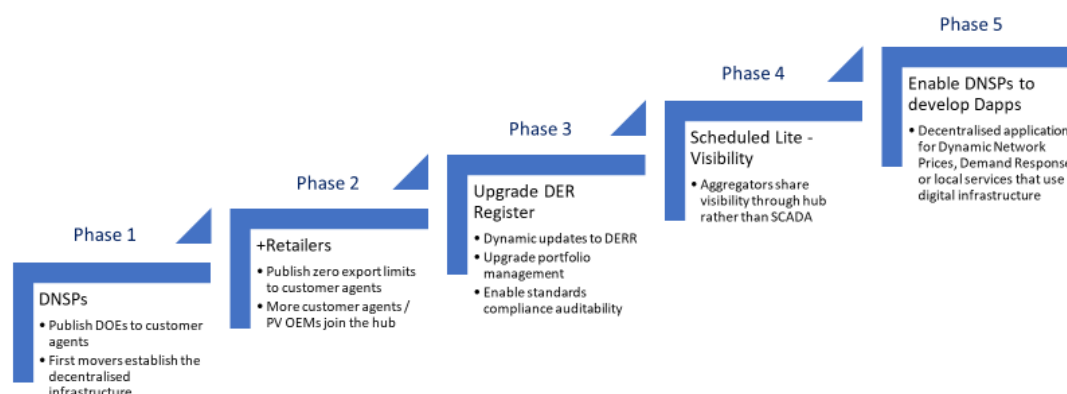 Phase 1
DNSPs
• Publish DOEs to customer
agents
• First movers establish the
decentralised
infrastructure
Phase 2
+Retailers
• Publish zero export limits
to customer agents
• More customer agents /
PV OEMs join the hub
Phase 3
Upgrade DER
Register
• Dynamic updates to DERR
• Upgrade portfolio
management
• Enable standards
compliance auditability
Phase 4
Scheduled Lite -
Visibility
• Aggregators share
visibility through hub
rather than SCADA
Phase 5
Enable DNSPs to
develop Dapps
• Decentralised application
for Dynamic Network
Prices, Demand Response
or local services that use
digital infrastructure